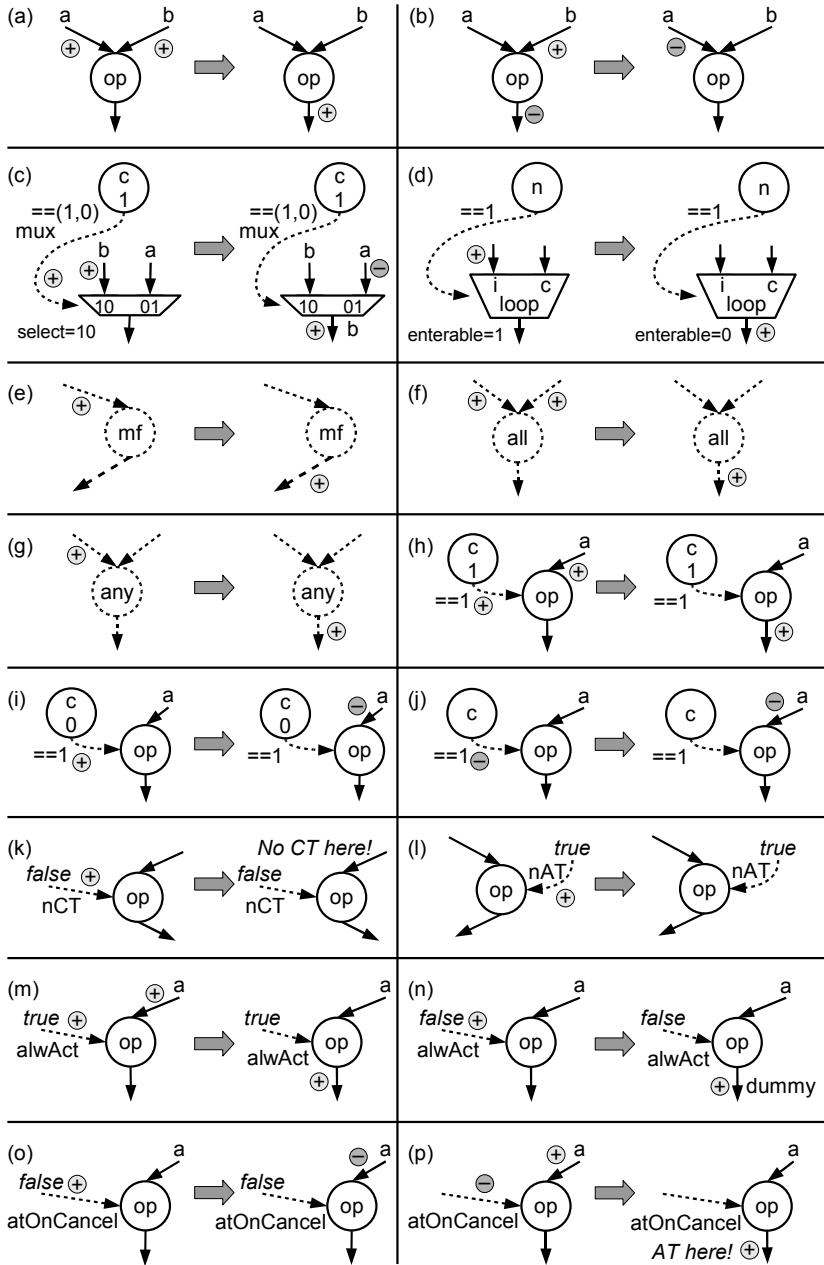 (a) a b a b
+ +
op op
+
(b) a b a b
+ −
op op
−
(c) c c
1 1
==(1,0) ==(1,0)
mux mux
b a b a
+ + −
10 01 10 01
select=10 + b
(d) n n
==1 ==1
+
i c i c
loop loop
enterable=1 enterable=0 +
(e)
+
mf mf
+
(f)
+ +
all all
+
(g)
+
any any
+
(h) c a c a
1 + 1
op op
==1 + ==1
+
(i) c a c − a
0 0
op op
==1 + ==1
(j) c a c − a
op op
==1 − ==1
(k) No CT here!
false + false
op op
nCT nCT
(l) true true
nAT nAT
op op
+
(m) + a a
true + true
op op
alwAct alwAct
+
(n) a a
false + false
op op
alwAct alwAct
+ dummy
(o) a − a
false + false
op op
atOnCancel atOnCancel
(p) + a a
−
op op
atOnCancel atOnCancel
AT here! +